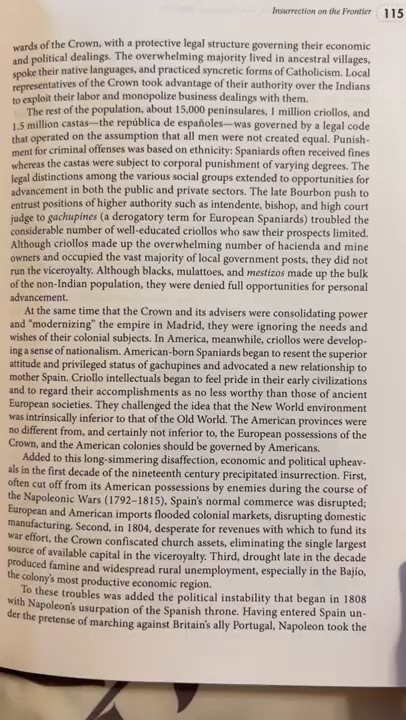 Insurrection on the Frontier 115
wards of the Crown, with a protective legal structure governing their economic
and political dealings. The overwhelming majority lived in ancestral villages,
spoke their native languages, and practiced syncretic forms of Catholicism. Local
representatives of the Crown took advantage of their authority over the Indians
to exploit their labor and monopolize business dealings with them.
The rest of the population, about 15,000 peninsulares, 1 million criollos, and
1.5 million castas—the república de españoles—was governed by a legal code
that operated on the assumption that all men were not created equal. Punish-
ment for criminal offenses was based on ethnicity: Spaniards often received fines
whereas the castas were subject to corporal punishment of varying degrees. The
legal distinctions among the various social groups extended to opportunities for
advancement in both the public and private sectors. The late Bourbon push to
entrust positions of higher authority such as intendente, bishop, and high court
judge to gachupines (a derogatory term for European Spaniards) troubled the
considerable number of well-educated criollos who saw their prospects limited.
Although criollos made up the overwhelming number of hacienda and mine
owners and occupied the vast majority of local government posts, they did not
run the viceroyalty. Although blacks, mulattoes, and mestizos made up the bulk
of the non-Indian population, they were denied full opportunities for personal
advancement.
At the same time that the Crown and its advisers were consolidating power
and "modernizing" the empire in Madrid, they were ignoring the needs and
wishes of their colonial subjects. In America, meanwhile, criollos were develop-
ing a sense of nationalism. American-born Spaniards began to resent the superior
attitude and privileged status of gachupines and advocated a new relationship to
mother Spain. Criollo intellectuals began to feel pride in their early civilizations
and to regard their accomplishments as no less worthy than those of ancient
European societies. They challenged the idea that the New World environment
was intrinsically inferior to that of the Old World. The American provinces were
no different from, and certainly not inferior to, the European possessions of the
Crown, and the American colonies should be governed by Americans.
Added to this long-simmering disaffection, economic and political upheav-
als in the first decade of the nineteenth century precipitated insurrection. First,
often cut off from its American possessions by enemies during the course of
the Napoleonic Wars (1792–1815), Spain's normal commerce was disrupted;
European and American imports flooded colonial markets, disrupting domestic
manufacturing. Second, in 1804, desperate for revenues with which to fund its
war effort, the Crown confiscated church assets, eliminating the single largest
source of available capital in the viceroyalty. Third, drought late in the decade
produced famine and widespread rural unemployment, especially in the Bajío,
the colony's most productive economic region.
To these troubles was added the political instability that began in 1808
with Napoleon's usurpation of the Spanish throne. Having entered Spain un-
der the pretense of marching against Britain's ally Portugal, Napoleon took the